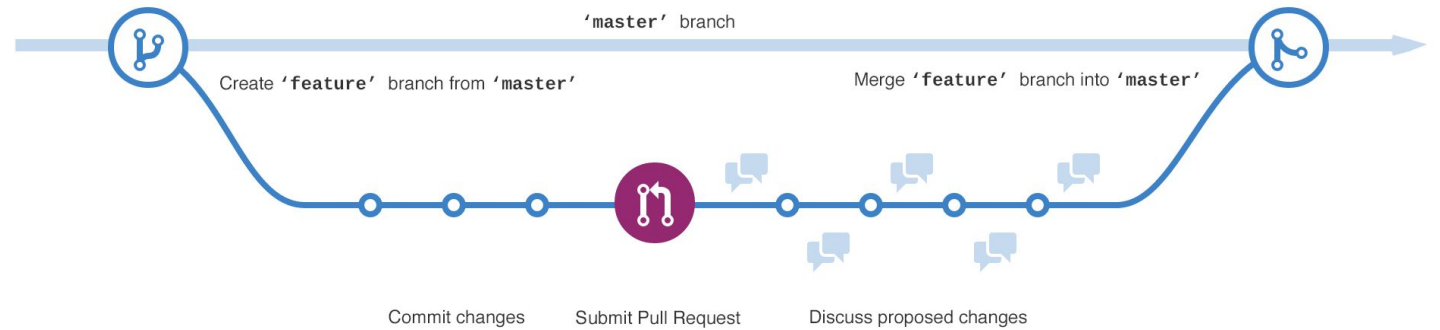 ‘master’ branch
Create ‘feature’ branch from ‘master’
Merge ‘feature’ branch into ‘master’
Commit changes
Submit Pull Request
Discuss proposed changes